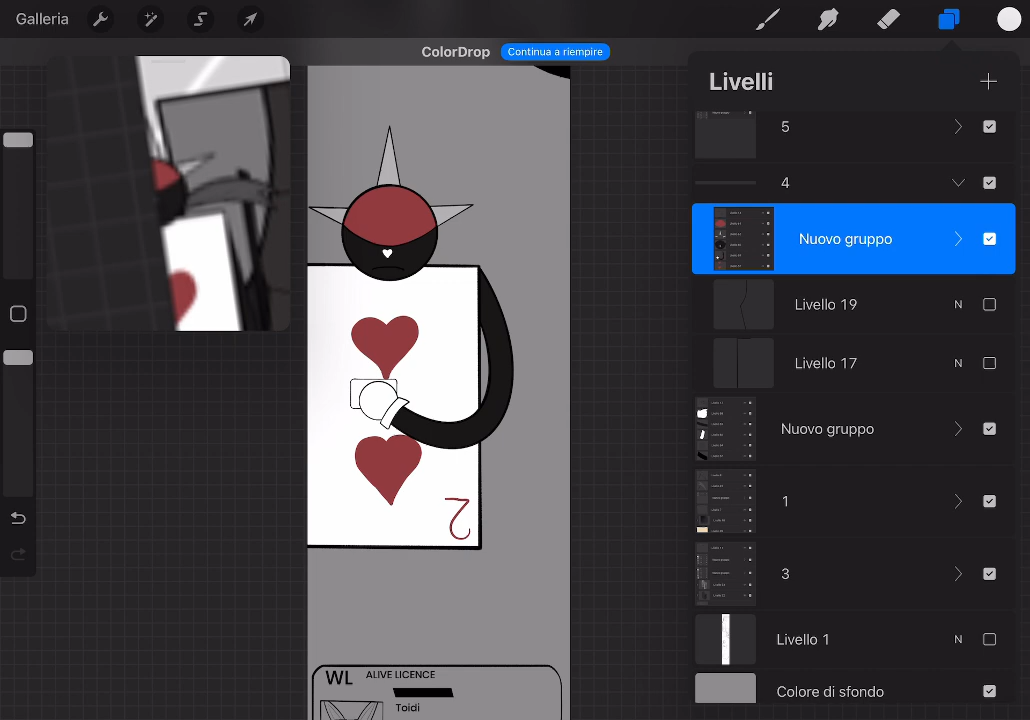 Galleria
ColorDrop
Continua a riempire
Livelli
5
4
Nuovo gruppo
Livello 19
N
Livello 17
N
Nuovo gruppo
1
3
Livello 1
N
Colore di sfondo
2
WL
ALIVE LICENCE
Toidi